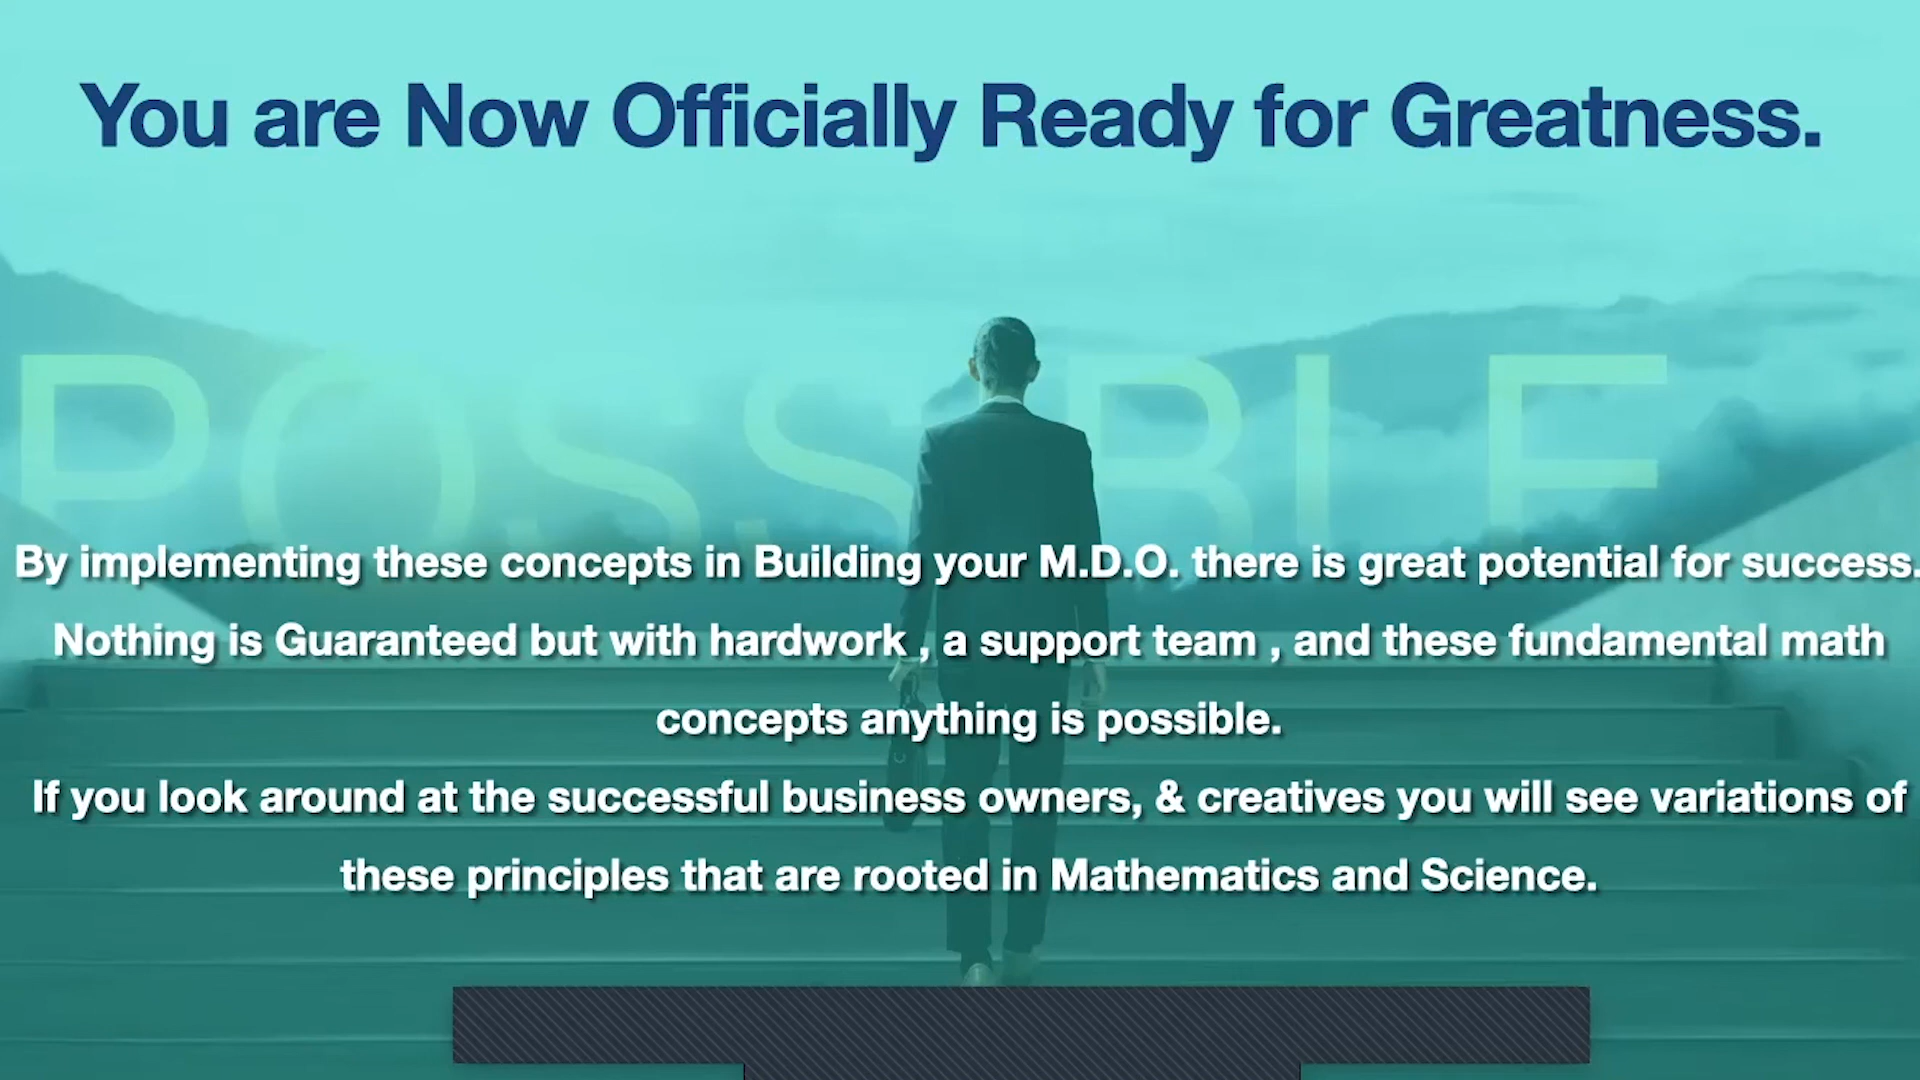 You are Now Officially Ready for Greatness.
POSSIBLE
By implementing these concepts in Building your M.D.O. there is great potential for success.
Nothing is Guaranteed but with hardwork , a support team , and these fundamental math
concepts anything is possible.
If you look around at the successful business owners, & creatives you will see variations of
these principles that are rooted in Mathematics and Science.